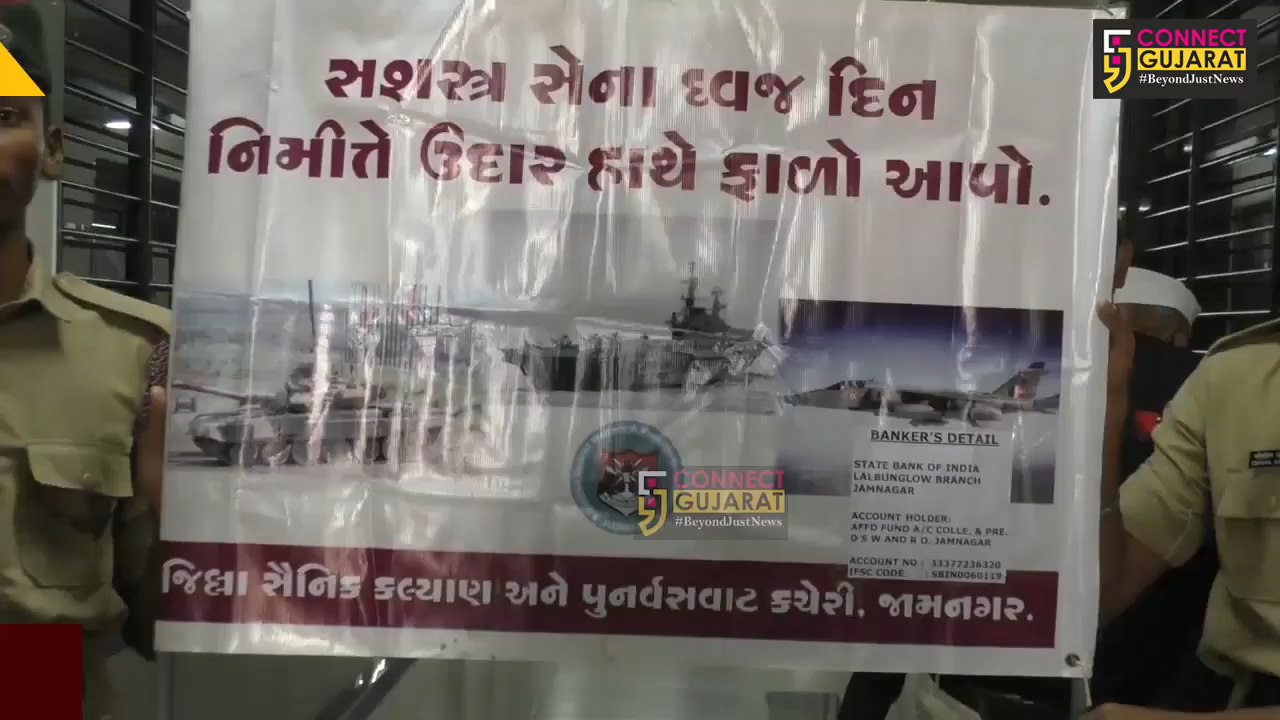 CONNECT
GUJARAT
#BeyondJustNews
સશસ્ત્ર સેના ધ્વજ દિન
નિમીત્તે ઉદાર હાથે ફાળો આપો.
CONNECT
GUJARAT
#BeyondJustNews
BANKER'S DETAIL
STATE BANK OF INDIA
LALBUNGLOW BRANCH
JAMNAGAR
ACCOUNT HOLDER:
AFFD FUND A/C COLLE, & PRE.
D S W AND R O. JAMNAGAR
ACCOUNT NO : 33377236320
IFSC CODE : SBIN0060119
જિલ્લા સૈનિક કલ્યાણ અને પુનર્વસવાટ કચેરી, જામનગર.